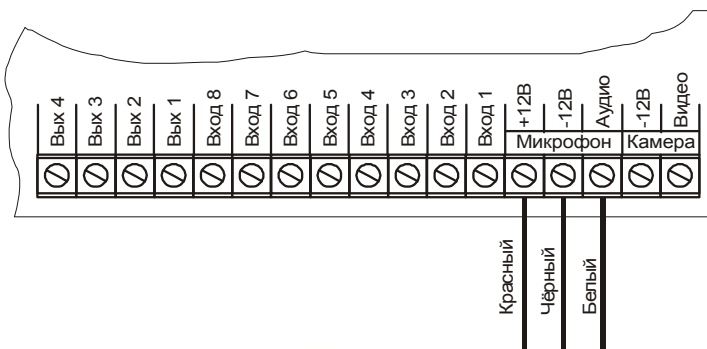 Вых 4
Вых 3
Вых 2
Вых 1
Вход 8
Вход 7
Вход 6
Вход 5
Вход 4
Вход 3
Вход 2
Вход 1
+12В
-12В
Аудио
-12В
Видео
Микрофон
Камера
Красный
Чёрный
Белый